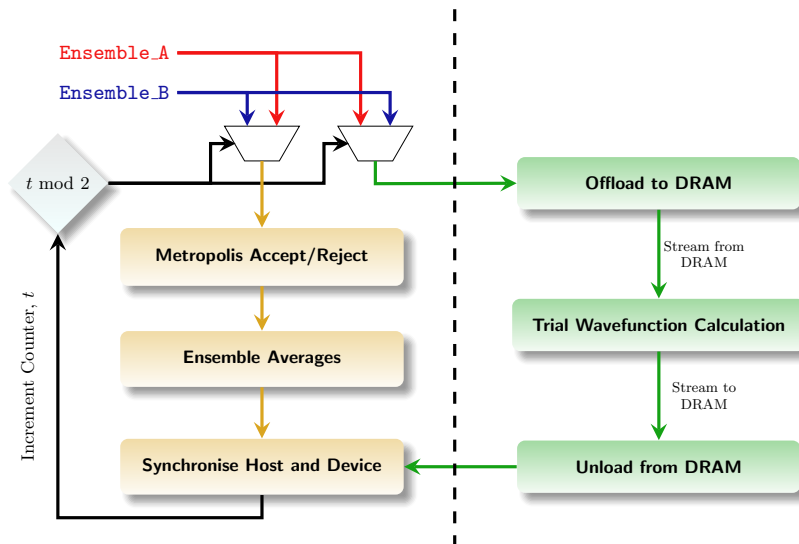 Ensemble_A
Ensemble_B
t mod 2
Offload to DRAM
Metropolis Accept/Reject
Stream from
DRAM
Trial Wavefunction Calculation
Ensemble Averages
Increment Counter, t
Stream to
DRAM
Synchronise Host and Device
Unload from DRAM